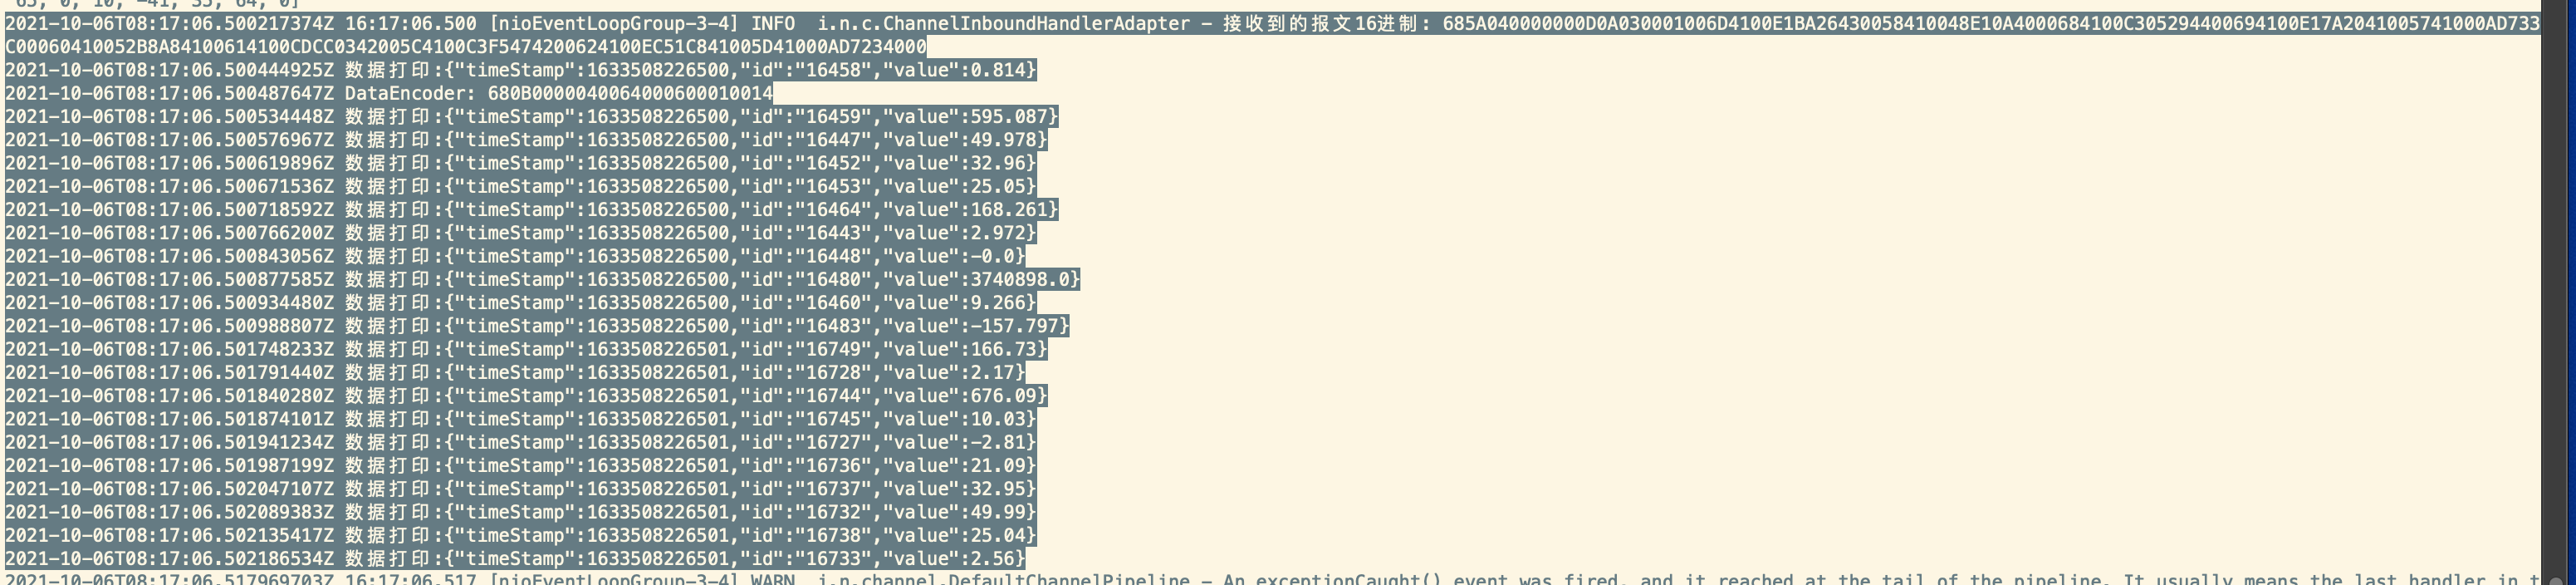 65, 0, 10, -41, 35, 64, 0]
2021-10-06T08:17:06.500217374Z 16:17:06.500 [nioEventLoopGroup-3-4] INFO  i.n.c.ChannelInboundHandlerAdapter - 接收到的报文16进制: 685A040000000D0A030001006D4100E1BA26430058410048E10A4000684100C305294400694100E17A2041005741000AD733
C00060410052B8A84100614100CDCC0342005C4100C3F5474200624100EC51C841005D41000AD7234000
2021-10-06T08:17:06.500444925Z 数据打印:{"timeStamp":1633508226500,"id":"16458","value":0.814}
2021-10-06T08:17:06.500487647Z DataEncoder: 680B0000040064000600010014
2021-10-06T08:17:06.500534448Z 数据打印:{"timeStamp":1633508226500,"id":"16459","value":595.087}
2021-10-06T08:17:06.500576967Z 数据打印:{"timeStamp":1633508226500,"id":"16447","value":49.978}
2021-10-06T08:17:06.500619896Z 数据打印:{"timeStamp":1633508226500,"id":"16452","value":32.96}
2021-10-06T08:17:06.500671536Z 数据打印:{"timeStamp":1633508226500,"id":"16453","value":25.05}
2021-10-06T08:17:06.500718592Z 数据打印:{"timeStamp":1633508226500,"id":"16464","value":168.261}
2021-10-06T08:17:06.500766200Z 数据打印:{"timeStamp":1633508226500,"id":"16443","value":2.972}
2021-10-06T08:17:06.500843056Z 数据打印:{"timeStamp":1633508226500,"id":"16448","value":-0.0}
2021-10-06T08:17:06.500877585Z 数据打印:{"timeStamp":1633508226500,"id":"16480","value":3740898.0}
2021-10-06T08:17:06.500934480Z 数据打印:{"timeStamp":1633508226500,"id":"16460","value":9.266}
2021-10-06T08:17:06.500988807Z 数据打印:{"timeStamp":1633508226500,"id":"16483","value":-157.797}
2021-10-06T08:17:06.501748233Z 数据打印:{"timeStamp":1633508226501,"id":"16749","value":166.73}
2021-10-06T08:17:06.501791440Z 数据打印:{"timeStamp":1633508226501,"id":"16728","value":2.17}
2021-10-06T08:17:06.501840280Z 数据打印:{"timeStamp":1633508226501,"id":"16744","value":676.09}
2021-10-06T08:17:06.501874101Z 数据打印:{"timeStamp":1633508226501,"id":"16745","value":10.03}
2021-10-06T08:17:06.501941234Z 数据打印:{"timeStamp":1633508226501,"id":"16727","value":-2.81}
2021-10-06T08:17:06.501987199Z 数据打印:{"timeStamp":1633508226501,"id":"16736","value":21.09}
2021-10-06T08:17:06.502047107Z 数据打印:{"timeStamp":1633508226501,"id":"16737","value":32.95}
2021-10-06T08:17:06.502089383Z 数据打印:{"timeStamp":1633508226501,"id":"16732","value":49.99}
2021-10-06T08:17:06.502135417Z 数据打印:{"timeStamp":1633508226501,"id":"16738","value":25.04}
2021-10-06T08:17:06.502186534Z 数据打印:{"timeStamp":1633508226501,"id":"16733","value":2.56}
2021-10-06T08:17:06.517969703Z 16:17:06.517 [nioEventLoopGroup-3-4] WARN  i.n.channel.DefaultChannelPipeline - An exceptionCaught() event was fired, and it reached at the tail of the pipeline. It usually means the last handler in t